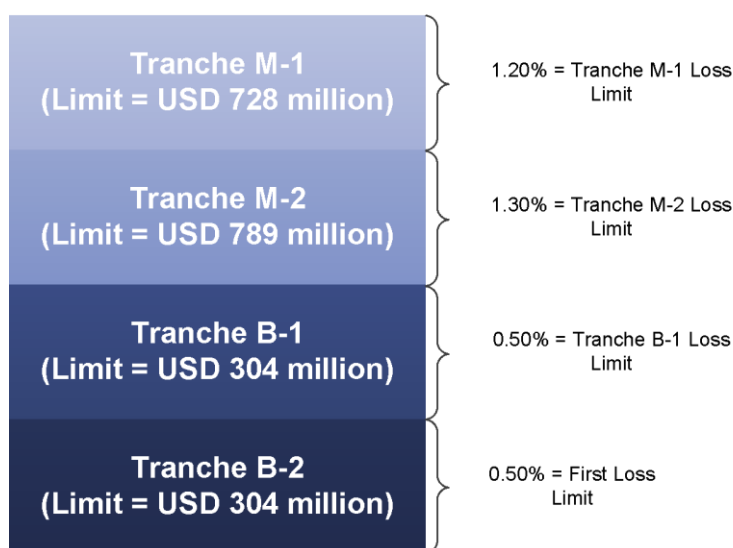 Tranche M-1
(Limit = USD 728 million)
1.20% = Tranche M-1 Loss
Limit
Tranche M-2
(Limit = USD 789 million)
1.30% = Tranche M-2 Loss
Limit
Tranche B-1
(Limit = USD 304 million)
0.50% = Tranche B-1 Loss
Limit
Tranche B-2
(Limit = USD 304 million)
0.50% = First Loss
Limit